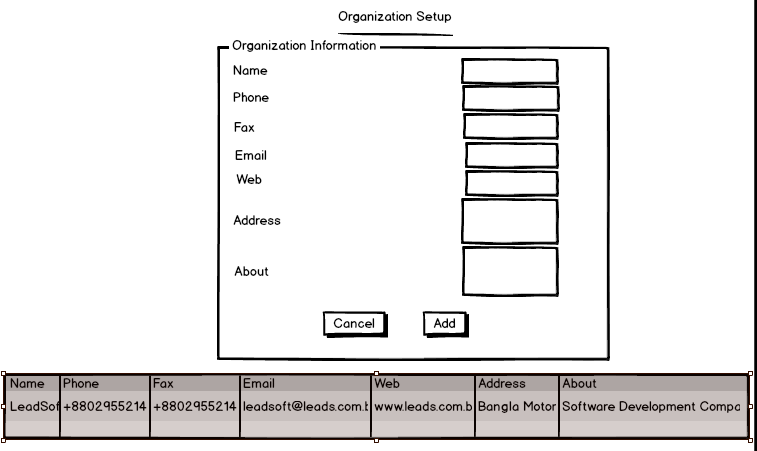 Organization Setup
Organization Information
Name
Phone
Fax
Email
Web
Address
About
Cancel Add
Name Phone Fax Email Web Address About
LeadSof +8802955214 +8802955214 leadsoft@leads.com.b www.leads.com.b Bangla Motor Software Development Compa